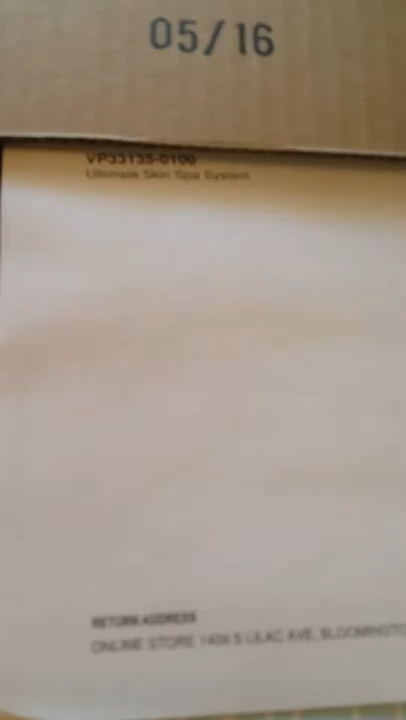 05/16
VP33135-0100
Ultimate Skin Spa System
RETURN ADDRESS
ONLINE STORE 1409 S LILAC AVE, BLOOMINGTO